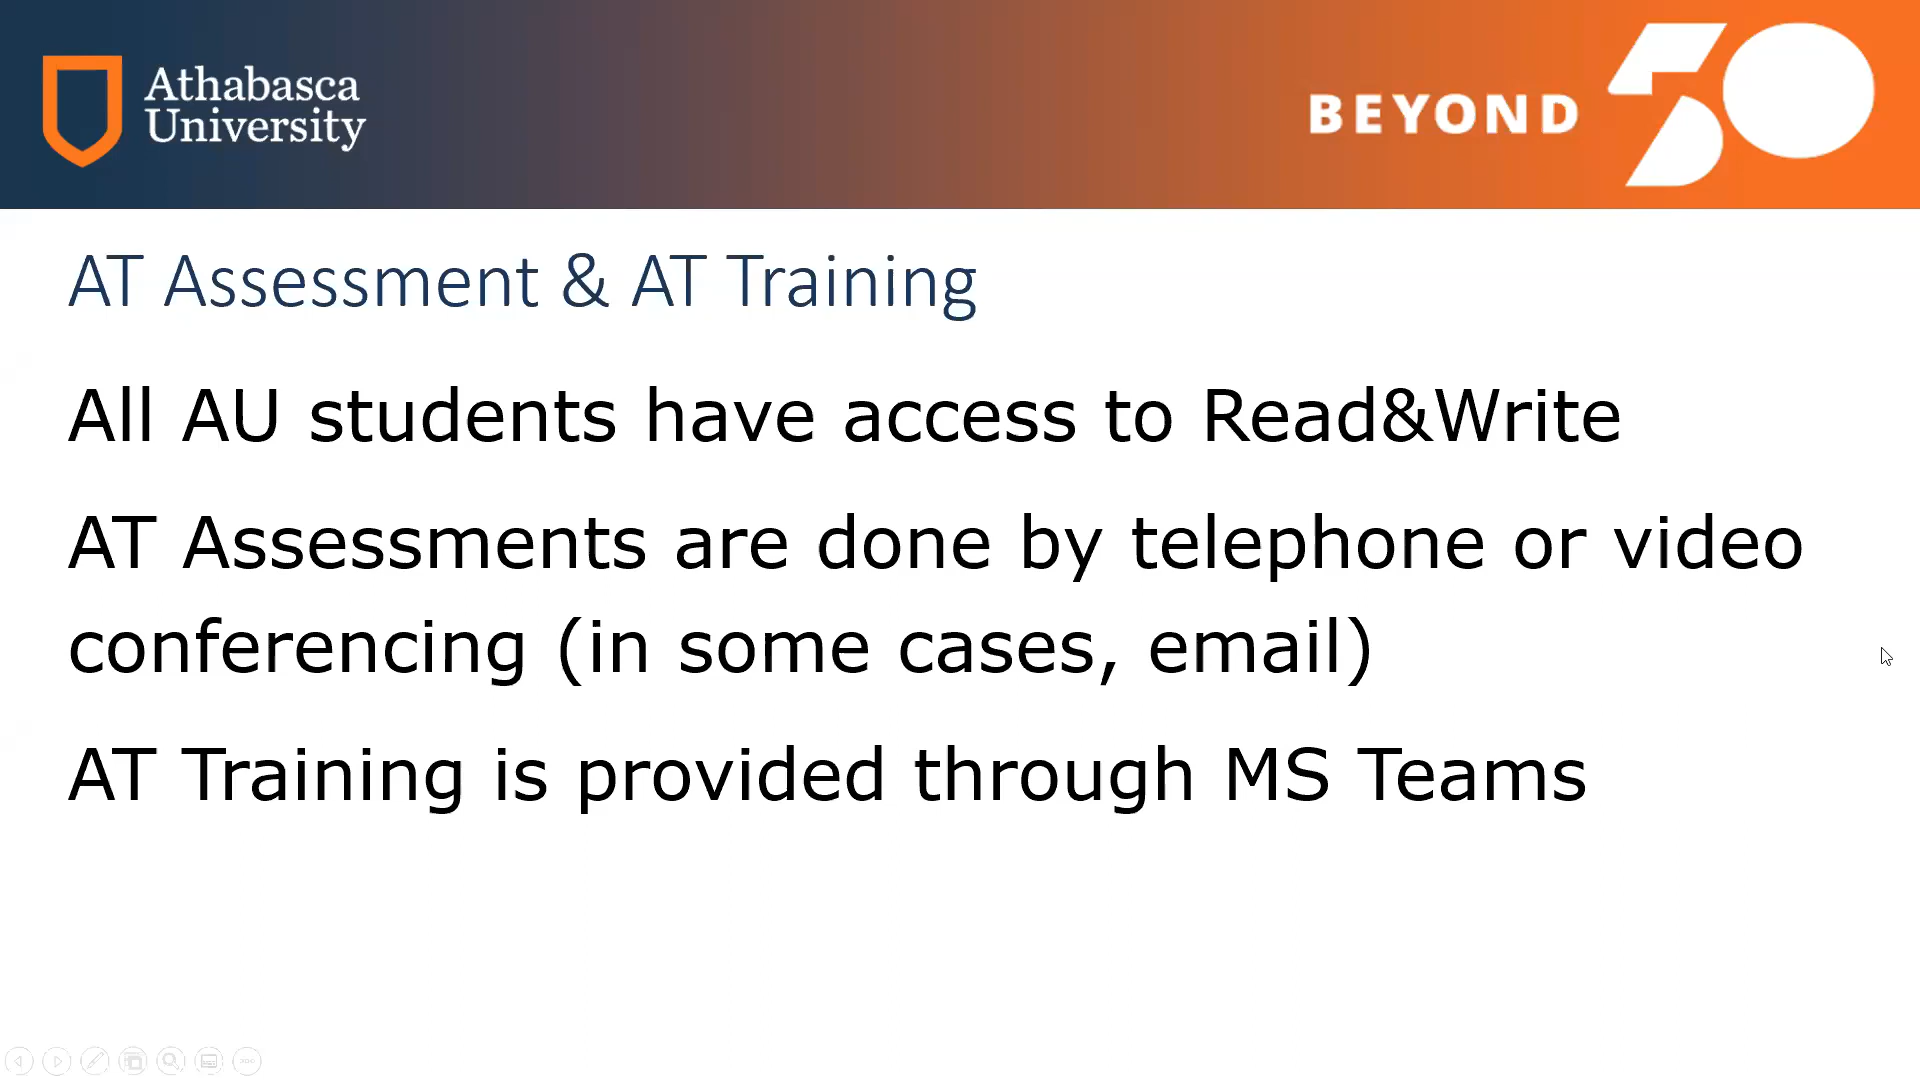 Athabasca
University
BEYOND 50
AT Assessment & AT Training
All AU students have access to Read&Write
AT Assessments are done by telephone or video
conferencing (in some cases, email)
AT Training is provided through MS Teams